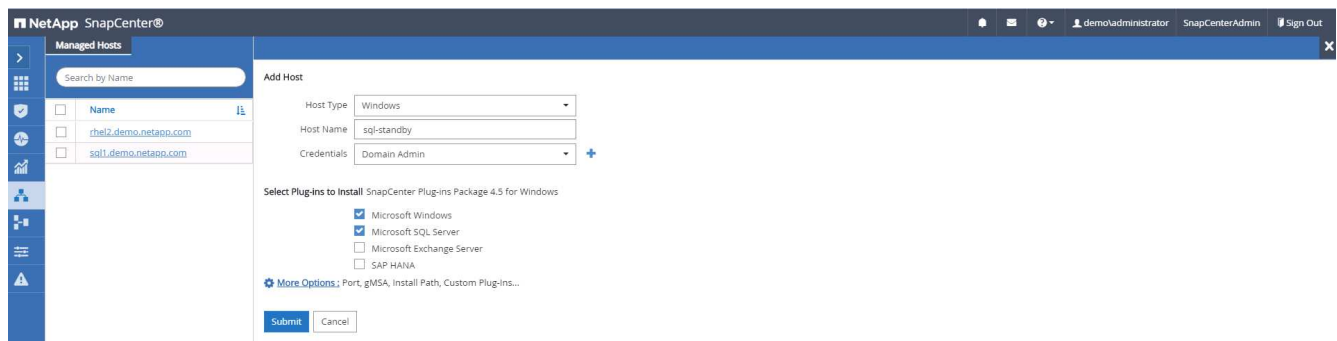 NetApp SnapCenter®
demo\administrator SnapCenterAdmin Sign Out
Managed Hosts
Search by Name
Name
rhel2.demo.netapp.com
sql1.demo.netapp.com
Add Host
Host Type Windows
Host Name sql-standby
Credentials Domain Admin
Select Plug-ins to Install SnapCenter Plug-ins Package 4.5 for Windows
Microsoft Windows
Microsoft SQL Server
Microsoft Exchange Server
SAP HANA
More Options : Port, gMSA, Install Path, Custom Plug-Ins...
Submit Cancel